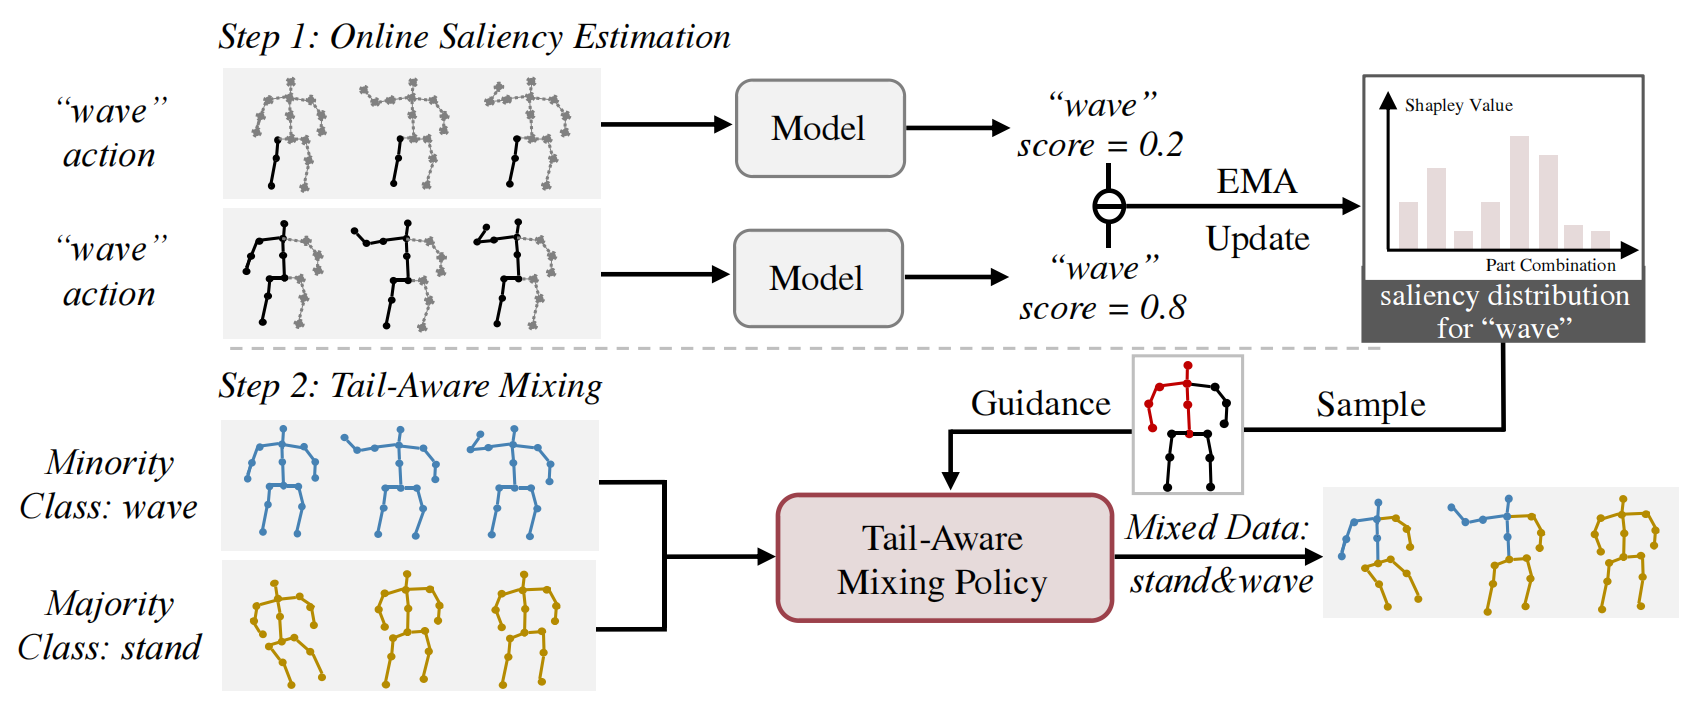 Step 1: Online Saliency Estimation
“wave”
action
Model
“wave”
score = 0.2
“wave”
action
Model
“wave”
score = 0.8
EMA
Update
Shapley Value
Part Combination
saliency distribution
for “wave”
Step 2: Tail-Aware Mixing
Guidance
Sample
Minority
Class: wave
Majority
Class: stand
Tail-Aware
Mixing Policy
Mixed Data:
stand&wave